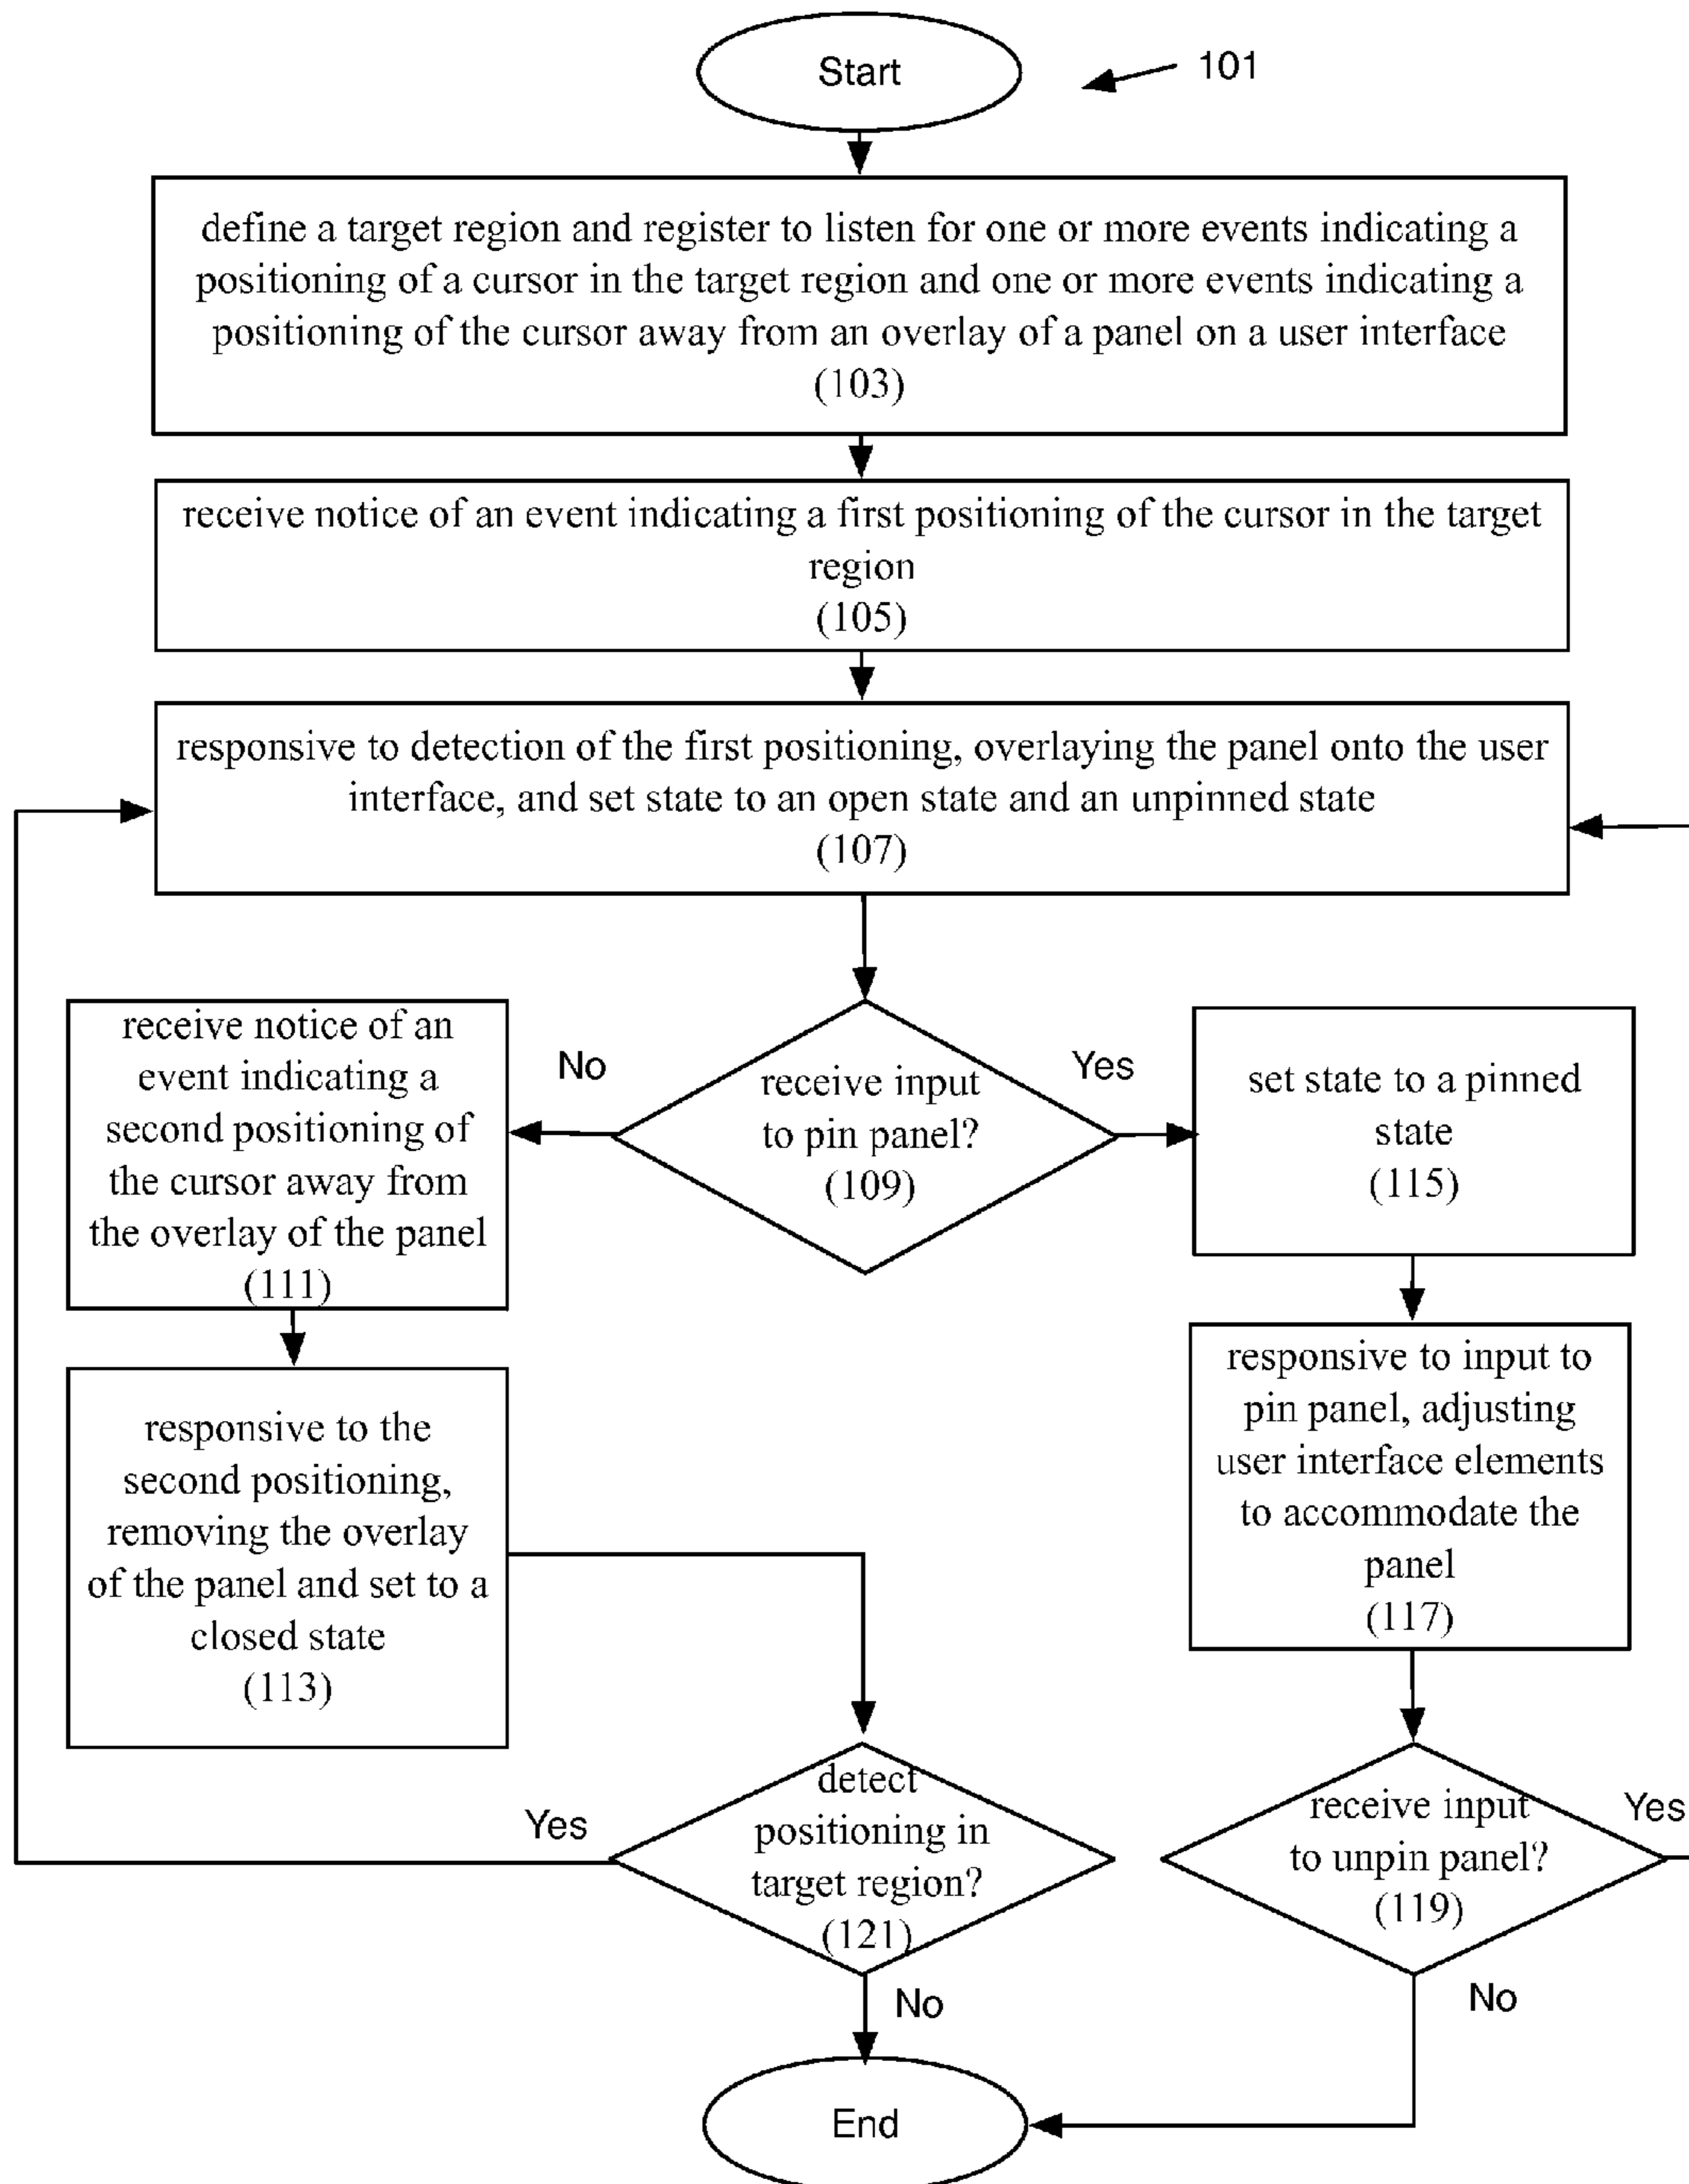 Start
101
define a target region and register to listen for one or more events indicating a
positioning of a cursor in the target region and one or more events indicating a
positioning of the cursor away from an overlay of a panel on a user interface
(103)
receive notice of an event indicating a first positioning of the cursor in the target
region
(105)
responsive to detection of the first positioning, overlaying the panel onto the user
interface, and set state to an open state and an unpinned state
(107)
receive input
to pin panel?
(109)
No
Yes
receive notice of an
event indicating a
second positioning of
the cursor away from
the overlay of the panel
(111)
set state to a pinned
state
(115)
responsive to the
second positioning,
removing the overlay
of the panel and set to a
closed state
(113)
responsive to input to
pin panel, adjusting
user interface elements
to accommodate the
panel
(117)
Yes
detect
positioning in
target region?
(121)
No
receive input
to unpin panel?
(119)
Yes
No
End